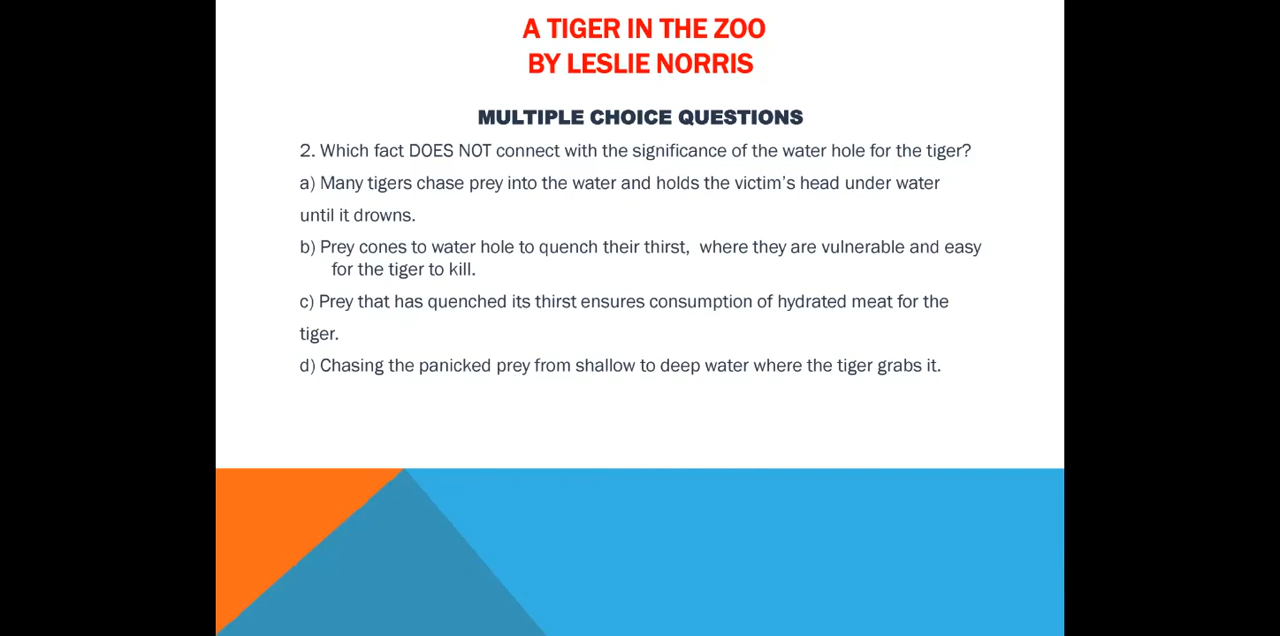 A TIGER IN THE ZOO
BY LESLIE NORRIS
MULTIPLE CHOICE QUESTIONS
2. Which fact DOES NOT connect with the significance of the water hole for the tiger?
a) Many tigers chase prey into the water and holds the victim's head under water
until it drowns.
b) Prey cones to water hole to quench their thirst,  where they are vulnerable and easy
for the tiger to kill.
c) Prey that has quenched its thirst ensures consumption of hydrated meat for the
tiger.
d) Chasing the panicked prey from shallow to deep water where the tiger grabs it.